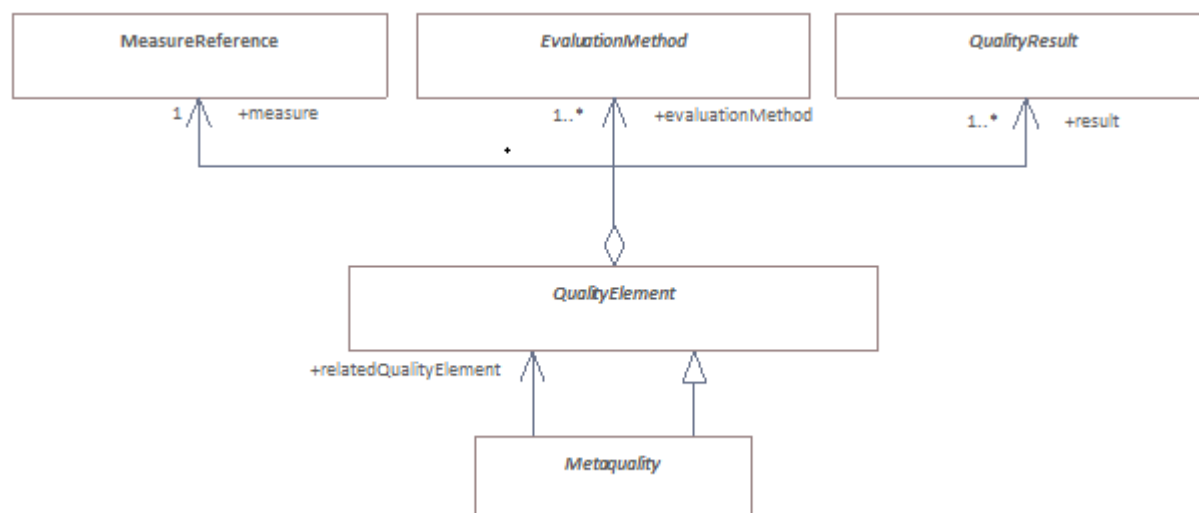 MeasureReference
EvaluationMethod
QualityResult
1 +measure
1..* +evaluationMethod
1..* +result
QualityElement
+relatedQualityElement
Metaquality